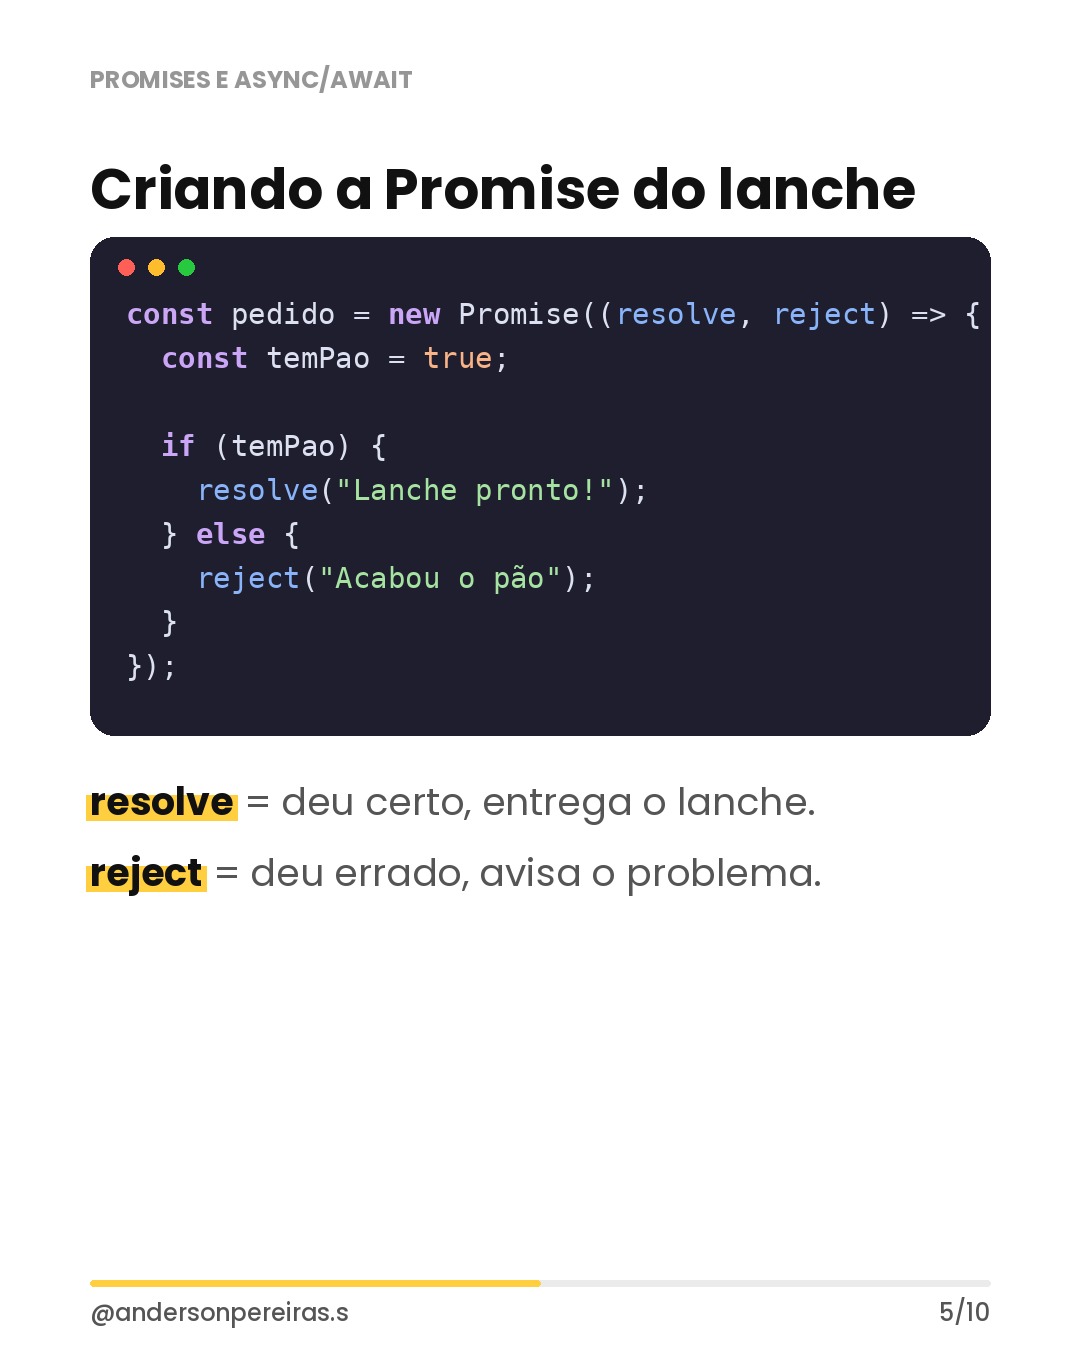 PROMISES E ASYNC/AWAIT
Criando a Promise do lanche
const pedido = new Promise((resolve, reject) => {
  const temPao = true;

  if (temPao) {
    resolve("Lanche pronto!");
  } else {
    reject("Acabou o pão");
  }
});
resolve = deu certo, entrega o lanche.
reject = deu errado, avisa o problema.
@andersonpereiras.s
5/10